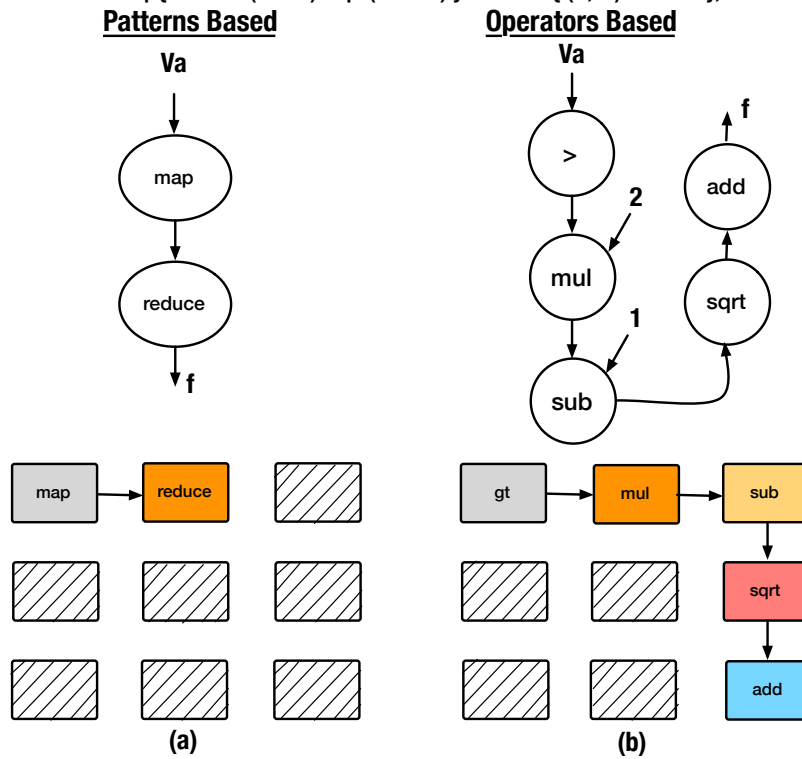 Patterns Based
Va
map
reduce
f
map
reduce
(a)
Operators Based
Va
>
mul
2
sub
1
sqrt
add
f
gt
mul
sub
sqrt
add
(b)